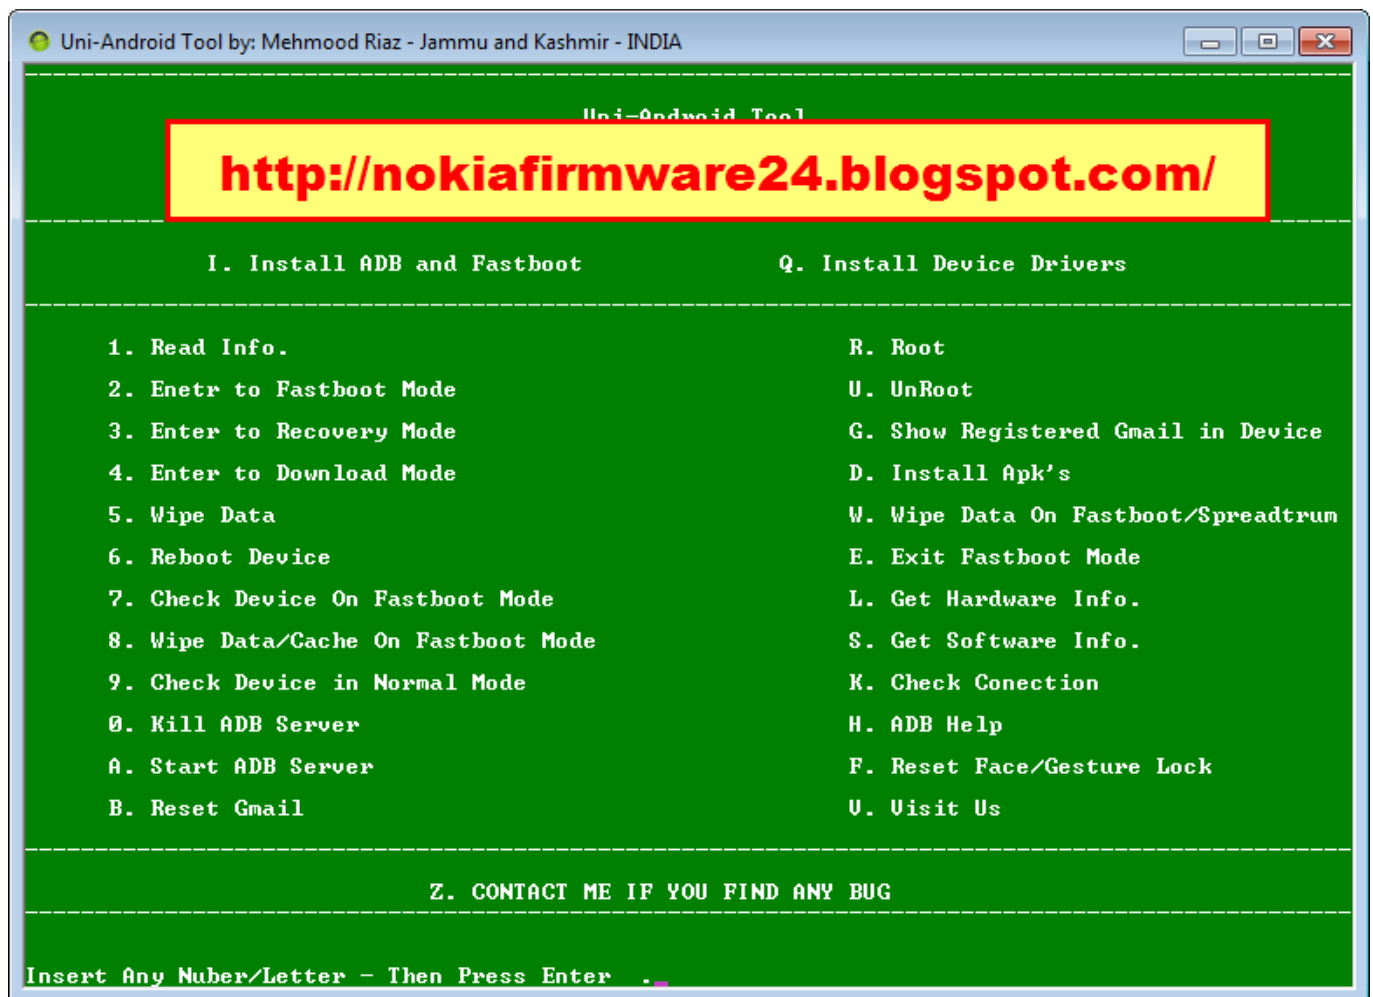 Uni-Android Tool by: Mehmood Riaz - Jammu and Kashmir - INDIA
Uni-Android Tool
http://nokiafirmware24.blogspot.com/
I. Install ADB and Fastboot Q. Install Device Drivers
1. Read Info. R. Root
2. Enetr to Fastboot Mode U. UnRoot
3. Enter to Recovery Mode G. Show Registered Gmail in Device
4. Enter to Download Mode D. Install Apk's
5. Wipe Data W. Wipe Data On Fastboot/Spreadtrum
6. Reboot Device E. Exit Fastboot Mode
7. Check Device On Fastboot Mode L. Get Hardware Info.
8. Wipe Data/Cache On Fastboot Mode S. Get Software Info.
9. Check Device in Normal Mode K. Check Conection
0. Kill ADB Server H. ADB Help
A. Start ADB Server F. Reset Face/Gesture Lock
B. Reset Gmail V. Visit Us
Z. CONTACT ME IF YOU FIND ANY BUG
Insert Any Nuber/Letter - Then Press Enter ._